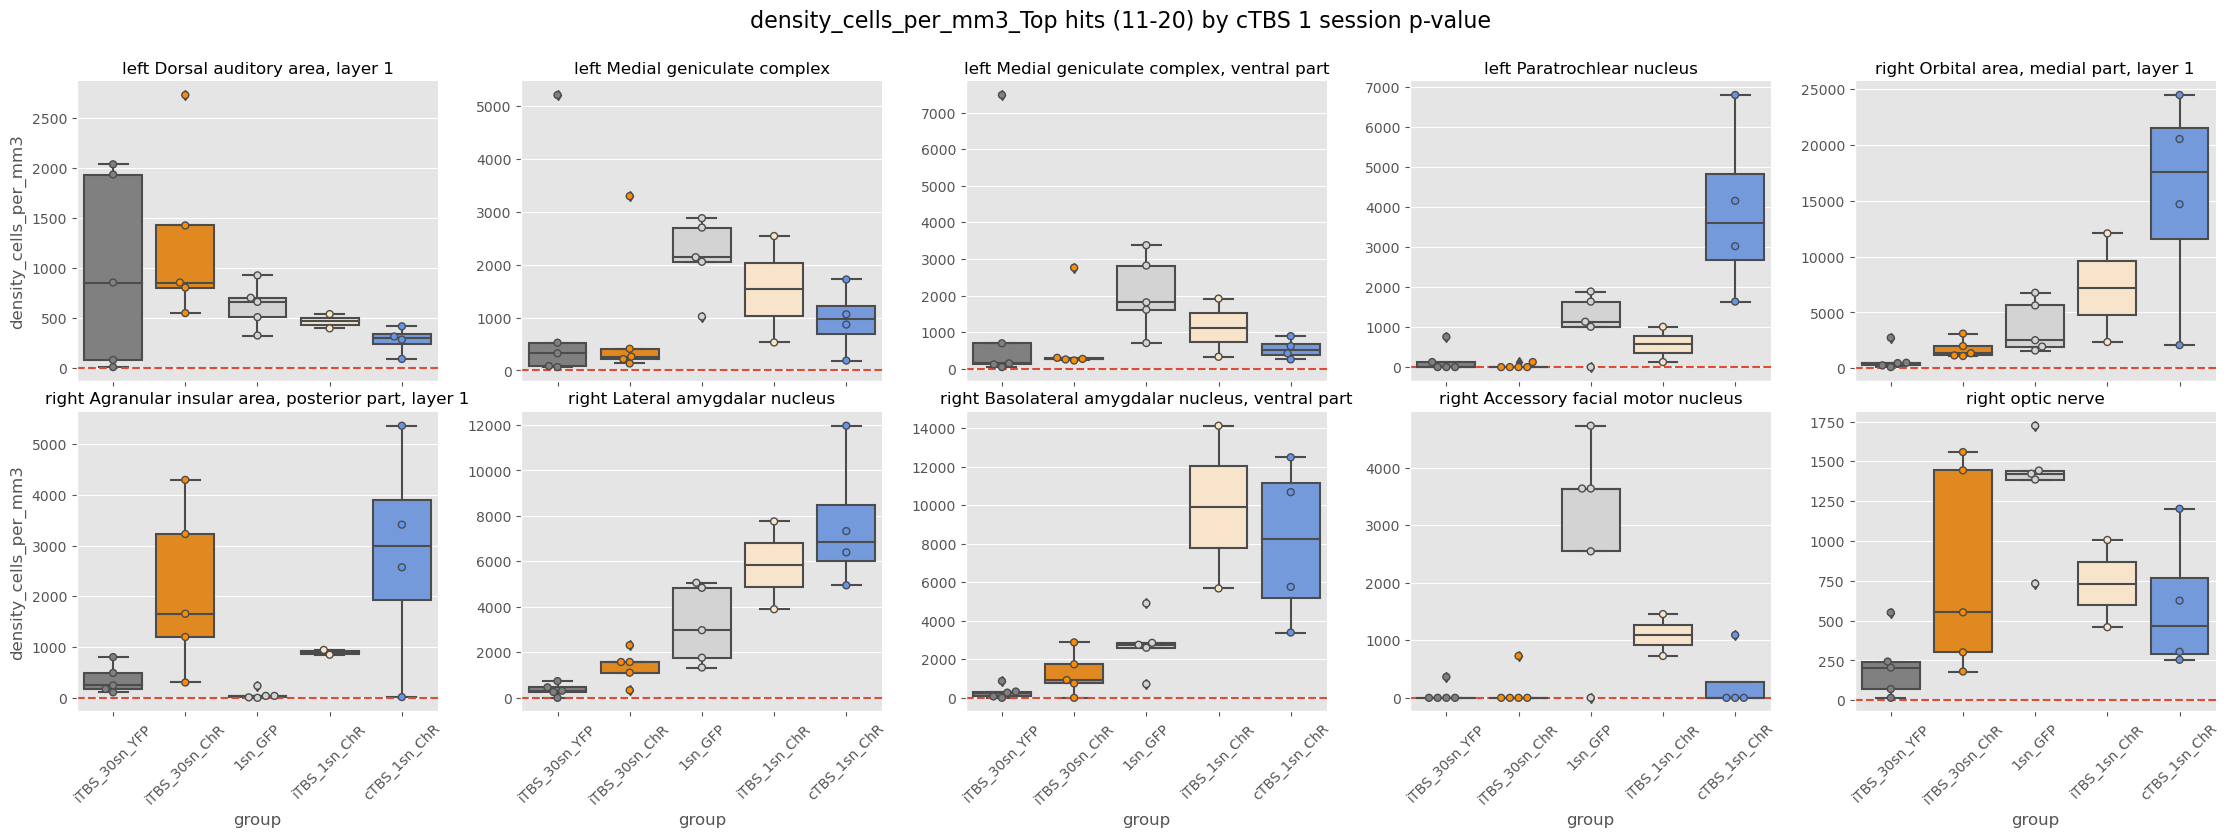 density_cells_per_mm3_Top hits (11-20) by cTBS 1 session p-value
left Dorsal auditory area, layer 1
left Medial geniculate complex
left Medial geniculate complex, ventral part
left Paratrochlear nucleus
right Orbital area, medial part, layer 1
density_cells_per_mm3
2500
2000
1500
1000
500
0
5000
4000
3000
2000
1000
0
7000
6000
5000
4000
3000
2000
1000
0
7000
6000
5000
4000
3000
2000
1000
0
25000
20000
15000
10000
5000
0
right Agranular insular area, posterior part, layer 1
right Lateral amygdalar nucleus
right Basolateral amygdalar nucleus, ventral part
right Accessory facial motor nucleus
right optic nerve
density_cells_per_mm3
5000
4000
3000
2000
1000
0
12000
10000
8000
6000
4000
2000
0
14000
12000
10000
8000
6000
4000
2000
0
4000
3000
2000
1000
0
1750
1500
1250
1000
750
500
250
0
iTBS_30sn_YFP
iTBS_30sn_ChR
1sn_GFP
iTBS_1sn_ChR
cTBS_1sn_ChR
group
iTBS_30sn_YFP
iTBS_30sn_ChR
1sn_GFP
iTBS_1sn_ChR
cTBS_1sn_ChR
group
iTBS_30sn_YFP
iTBS_30sn_ChR
1sn_GFP
iTBS_1sn_ChR
cTBS_1sn_ChR
group
iTBS_30sn_YFP
iTBS_30sn_ChR
1sn_GFP
iTBS_1sn_ChR
cTBS_1sn_ChR
group
iTBS_30sn_YFP
iTBS_30sn_ChR
1sn_GFP
iTBS_1sn_ChR
cTBS_1sn_ChR
group